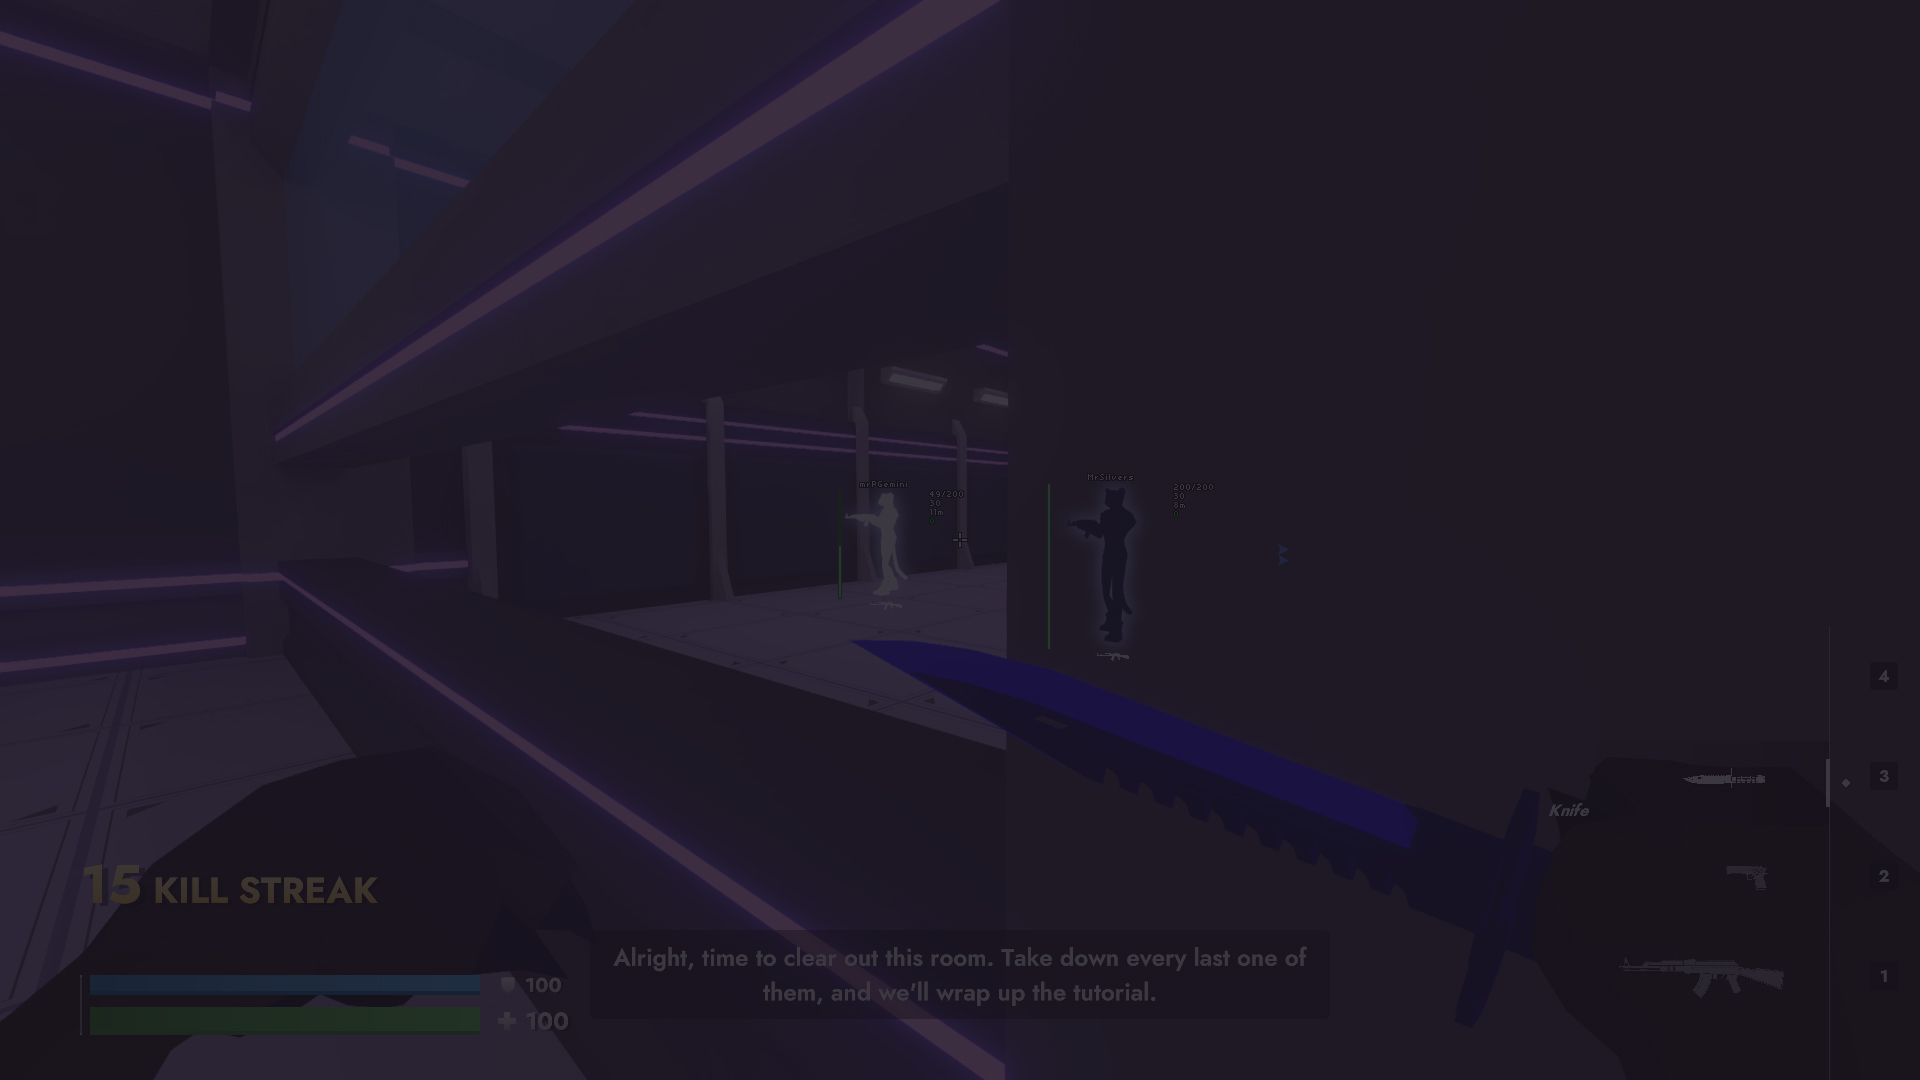 MrSilvers
mrPGemini
200/200
30
8m
49/200
30
11m
4
3
Knife
2
1
15 KILL STREAK
100
100
Alright, time to clear out this room. Take down every last one of
them, and we'll wrap up the tutorial.